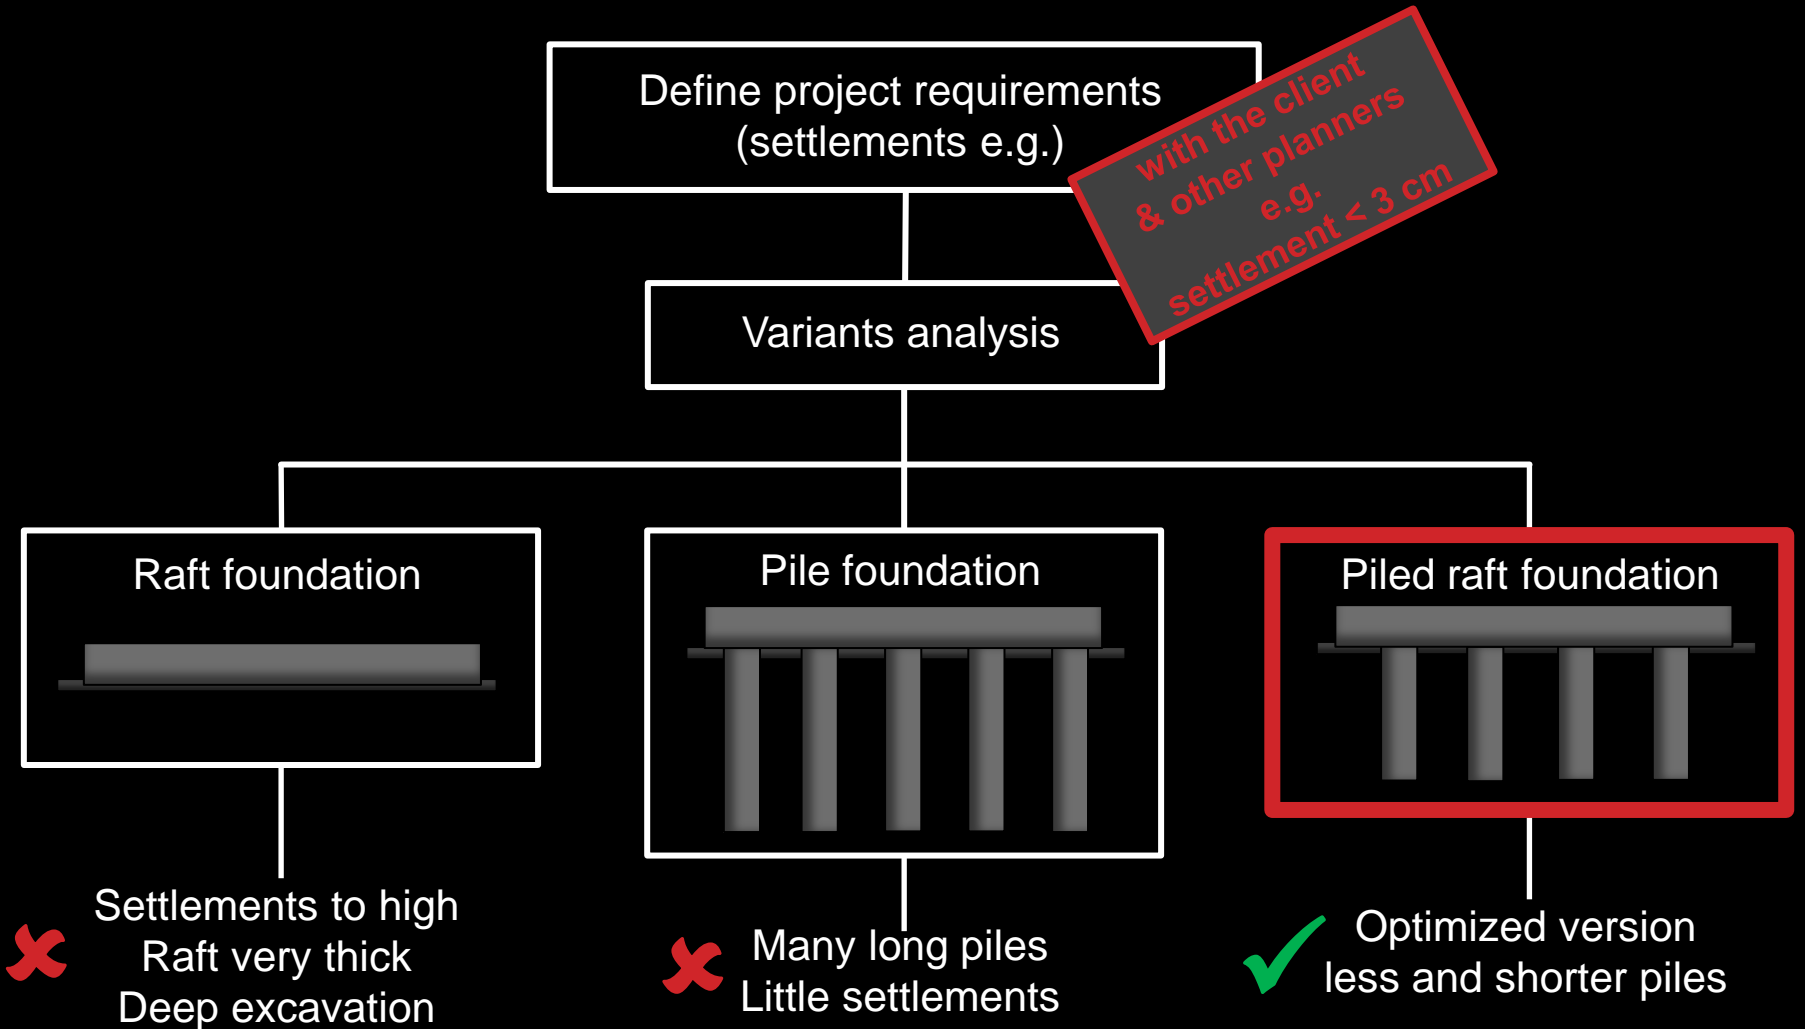 Define project requirements
(settlements e.g.)
with the client
& other planners
e.g.
settlement < 3 cm
Variants analysis
Raft foundation
Pile foundation
Piled raft foundation
Settlements to high
Raft very thick
Deep excavation
Many long piles
Little settlements
Optimized version
less and shorter piles